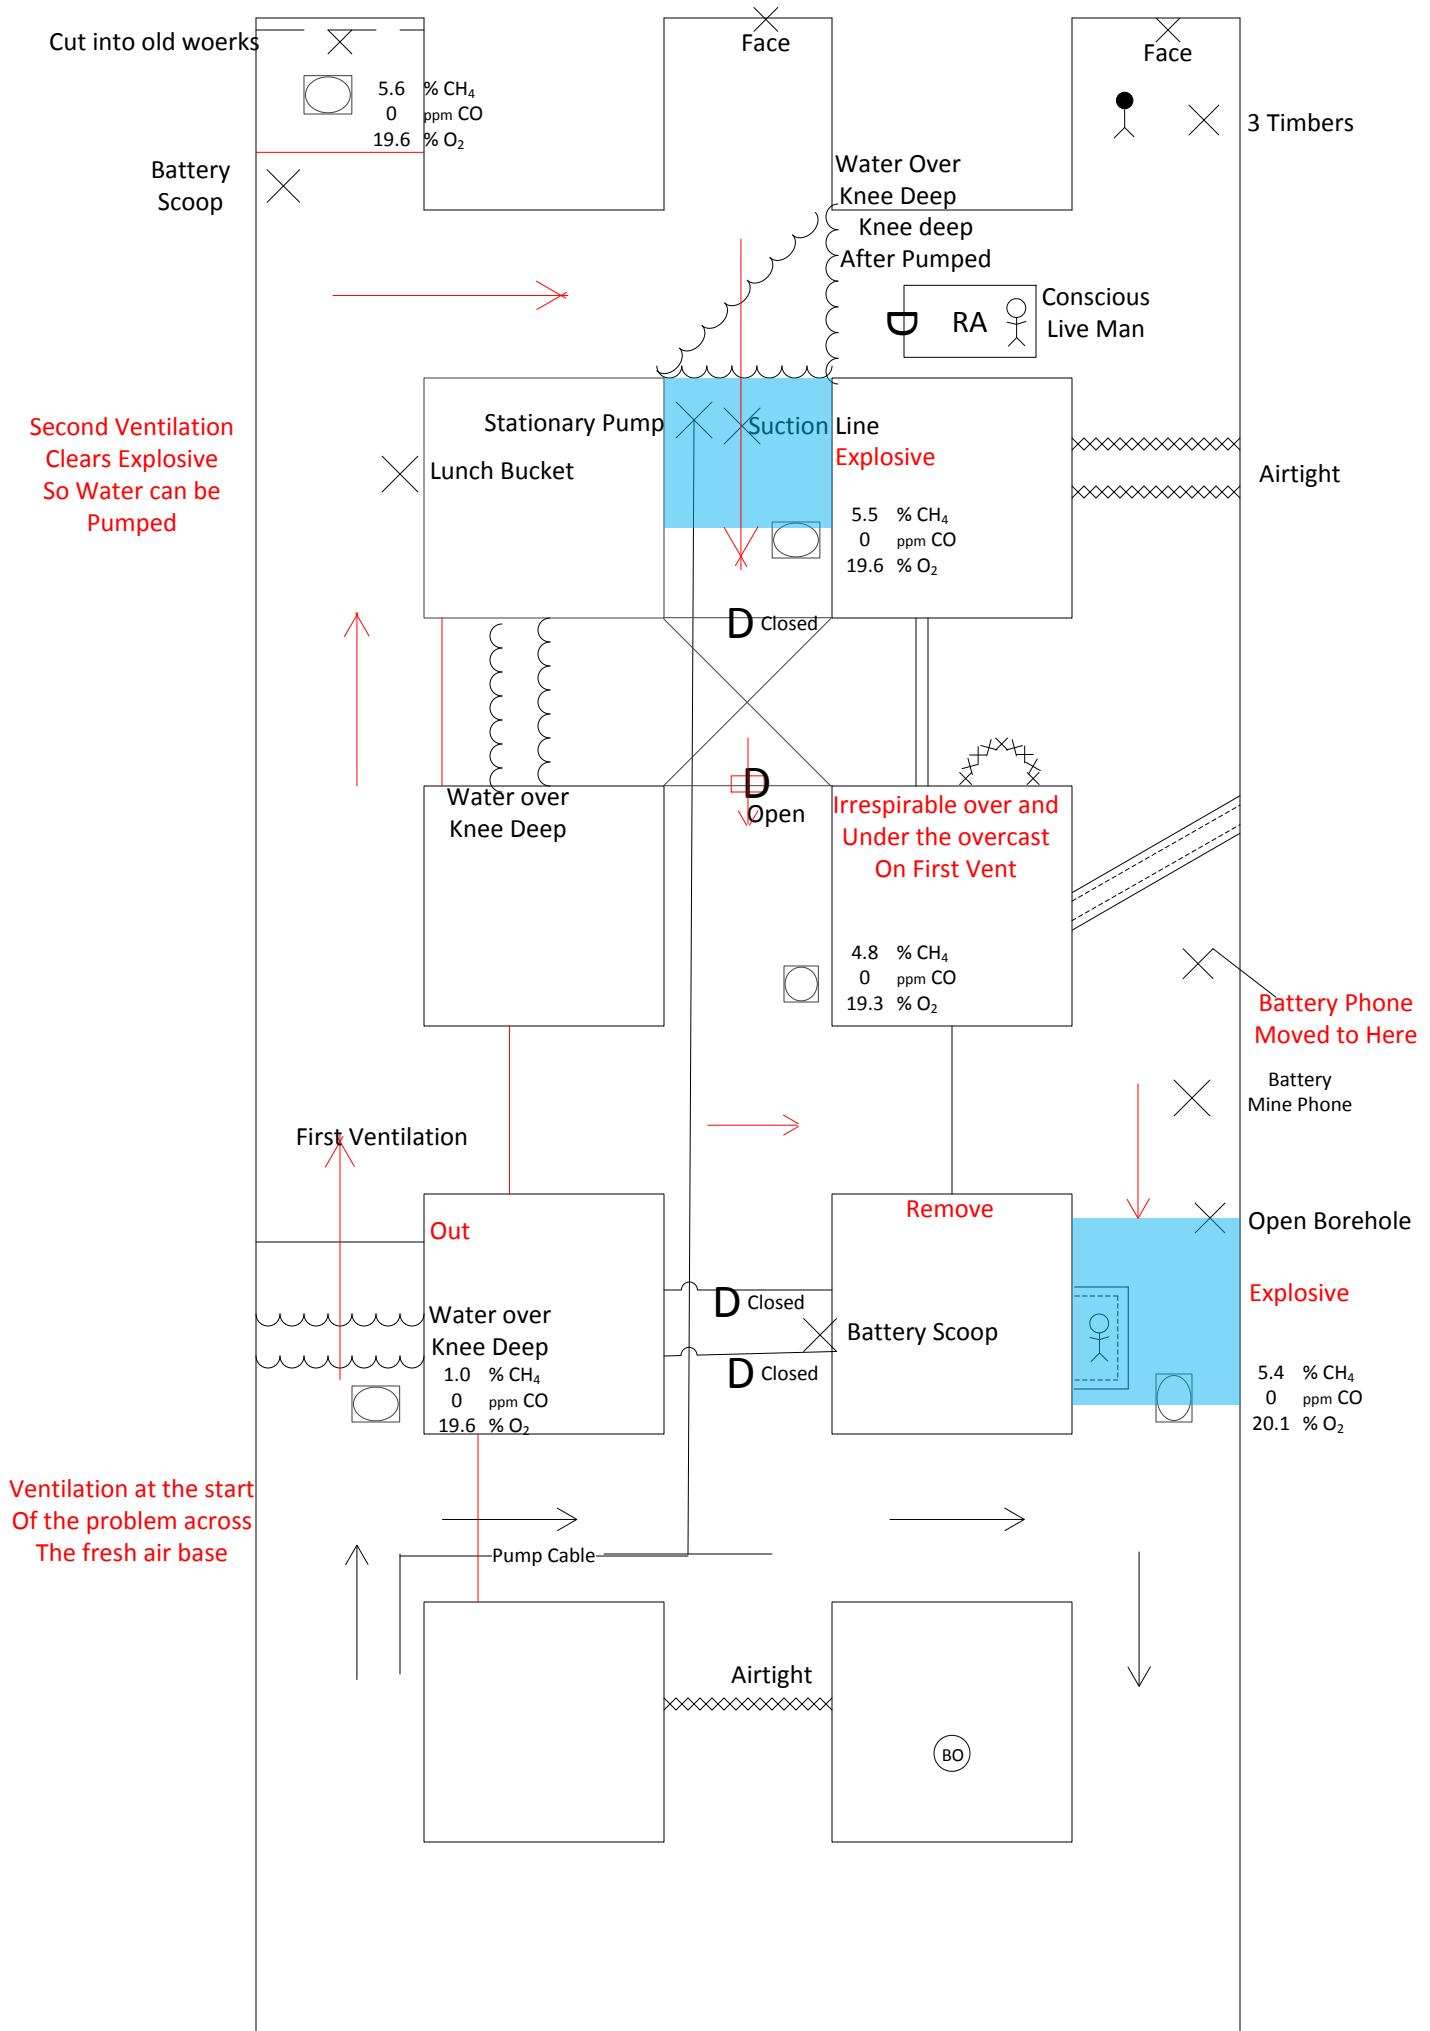 Cut into old woerks
Face
Face
5.6 % CH₄
0 ppm CO
19.6 % O₂
3 Timbers
Battery
Scoop
Water Over
Knee Deep
Knee deep
After Pumped
D
RA
Conscious
Live Man
Second Ventilation
Clears Explosive
So Water can be
Pumped
Stationary Pump
Suction Line
Explosive
Lunch Bucket
Airtight
5.5 % CH₄
0 ppm CO
19.6 % O₂
D Closed
D
Open
Water over
Knee Deep
Irrespirable over and
Under the overcast
On First Vent
4.8 % CH₄
0 ppm CO
19.3 % O₂
Battery Phone
Moved to Here
Battery
Mine Phone
First Ventilation
Out
Remove
Open Borehole
Explosive
D Closed
Water over
Knee Deep
Battery Scoop
D Closed
1.0 % CH₄
0 ppm CO
19.6 % O₂
5.4 % CH₄
0 ppm CO
20.1 % O₂
Ventilation at the start
Of the problem across
The fresh air base
Pump Cable
Airtight
BO